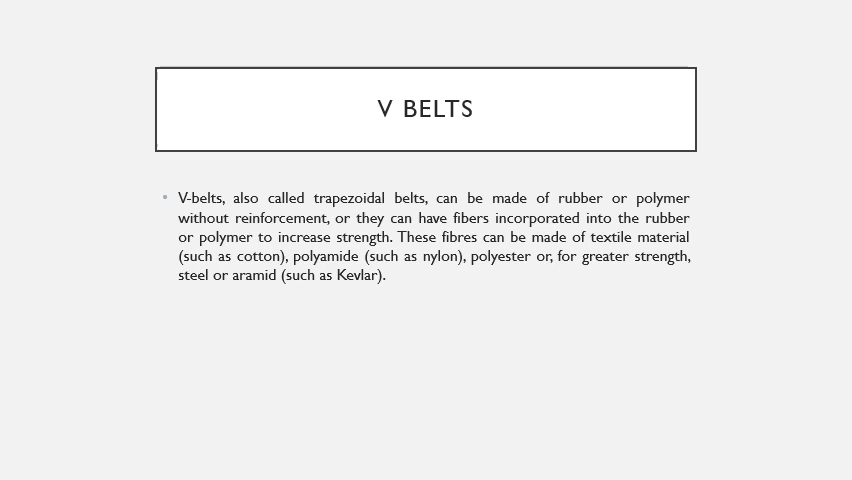 V BELTS
• V-belts, also called trapezoidal belts, can be made of rubber or polymer
without reinforcement, or they can have fibers incorporated into the rubber
or polymer to increase strength. These fibres can be made of textile material
(such as cotton), polyamide (such as nylon), polyester or, for greater strength,
steel or aramid (such as Kevlar).